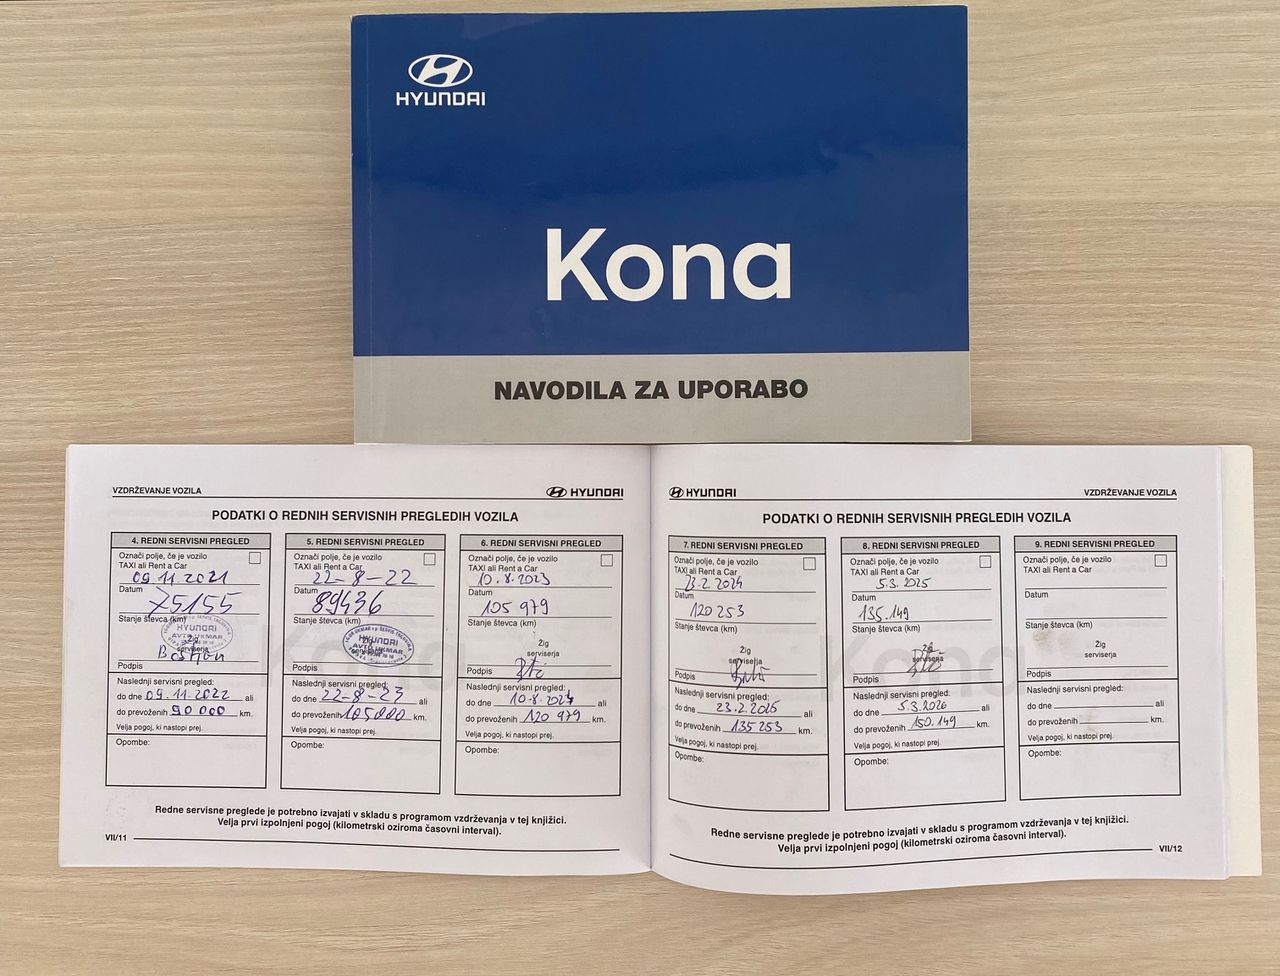 HYUNDAI
Kona
NAVODILA ZA UPORABO
VZDRŽEVANJE VOZILA
HYUNDAI
PODATKI O REDNIH SERVISNIH PREGLEDIH VOZILA
4. REDNI SERVISNI PREGLED
Označi polje, če je vozilo
TAXI ali Rent a Car
09.11.2021
Datum
75155
Stanje števca (km)
HYUNDAI
AVTO UKMAR
Žig
serviserja
Podpis
Naslednji servisni pregled:
do dne 09.11.2022 ali
do prevoženih 90 000 km.
Velja pogoj, ki nastopi prej.
Opombe:
5. REDNI SERVISNI PREGLED
Označi polje, če je vozilo
TAXI ali Rent a Car
22-8-22
Datum
89436
Stanje števca (km)
HYUNDAI
AVTO UKMAR
serviserja
Podpis
Naslednji servisni pregled:
do dne 22-8-23 ali
do prevoženih 105000 km.
Velja pogoj, ki nastopi prej.
Opombe:
6. REDNI SERVISNI PREGLED
Označi polje, če je vozilo
TAXI ali Rent a Car
10.8.2023
Datum
105 979
Stanje števca (km)
Žig
serviserja
Podpis
Naslednji servisni pregled:
do dne 10.8.2024 ali
do prevoženih 120 979 km.
Velja pogoj, ki nastopi prej.
Opombe:
Redne servisne preglede je potrebno izvajati v skladu s programom vzdrževanja v tej knjižici.
Velja prvi izpolnjeni pogoj (kilometrski oziroma časovni interval).
VII/11
HYUNDAI
VZDRŽEVANJE VOZILA
PODATKI O REDNIH SERVISNIH PREGLEDIH VOZILA
7. REDNI SERVISNI PREGLED
Označi polje, če je vozilo
TAXI ali Rent a Car
23.2.2024
Datum
120 253
Stanje števca (km)
Žig
serviserja
Podpis
Naslednji servisni pregled:
do dne 23.2.2025 ali
do prevoženih 135 253 km.
Velja pogoj, ki nastopi prej.
Opombe:
8. REDNI SERVISNI PREGLED
Označi polje, če je vozilo
TAXI ali Rent a Car
5.3.2025
Datum
135.149
Stanje števca (km)
Žig
serviserja
Podpis
Naslednji servisni pregled:
do dne 5.3.2026 ali
do prevoženih 150.149 km.
Velja pogoj, ki nastopi prej.
Opombe:
9. REDNI SERVISNI PREGLED
Označi polje, če je vozilo
TAXI ali Rent a Car
Datum
Stanje števca (km)
Žig
serviserja
Podpis
Naslednji servisni pregled:
do dne ali
do prevoženih km.
Velja pogoj, ki nastopi prej.
Opombe:
Redne servisne preglede je potrebno izvajati v skladu s programom vzdrževanja v tej knjižici.
Velja prvi izpolnjeni pogoj (kilometrski oziroma časovni interval).
VII/12